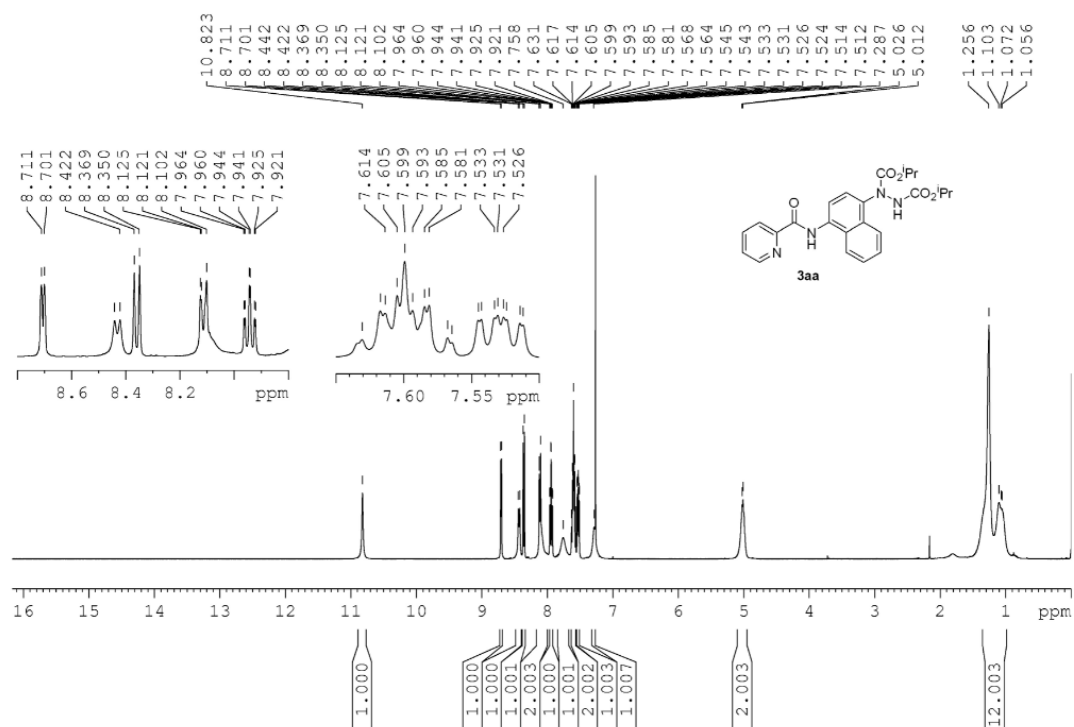 10.823 8.711 8.701 8.442 8.422 8.369 8.350 8.125 8.121 8.102 7.964 7.960 7.944 7.941 7.925 7.921 7.758 7.631 7.617 7.614 7.605 7.599 7.593 7.585 7.581 7.568 7.564 7.545 7.543 7.533 7.531 7.526 7.524 7.514 7.512 7.287 5.026 5.012 1.256 1.103 1.072 1.056
8.711 8.701 8.422 8.369 8.350 8.125 8.121 8.102 7.964 7.960 7.944 7.941 7.925 7.921
7.614 7.605 7.599 7.593 7.585 7.581 7.533 7.531 7.526
CO₂ⁱPr
N CO₂ⁱPr
O NH
N H
N
3aa
8.6 8.4 8.2 ppm
7.60 7.55 ppm
16 15 14 13 12 11 10 9 8 7 6 5 4 3 2 1 ppm
1.000 1.000 1.000 1.001 2.003 1.000 1.001 2.002 1.003 1.007 2.003 12.003